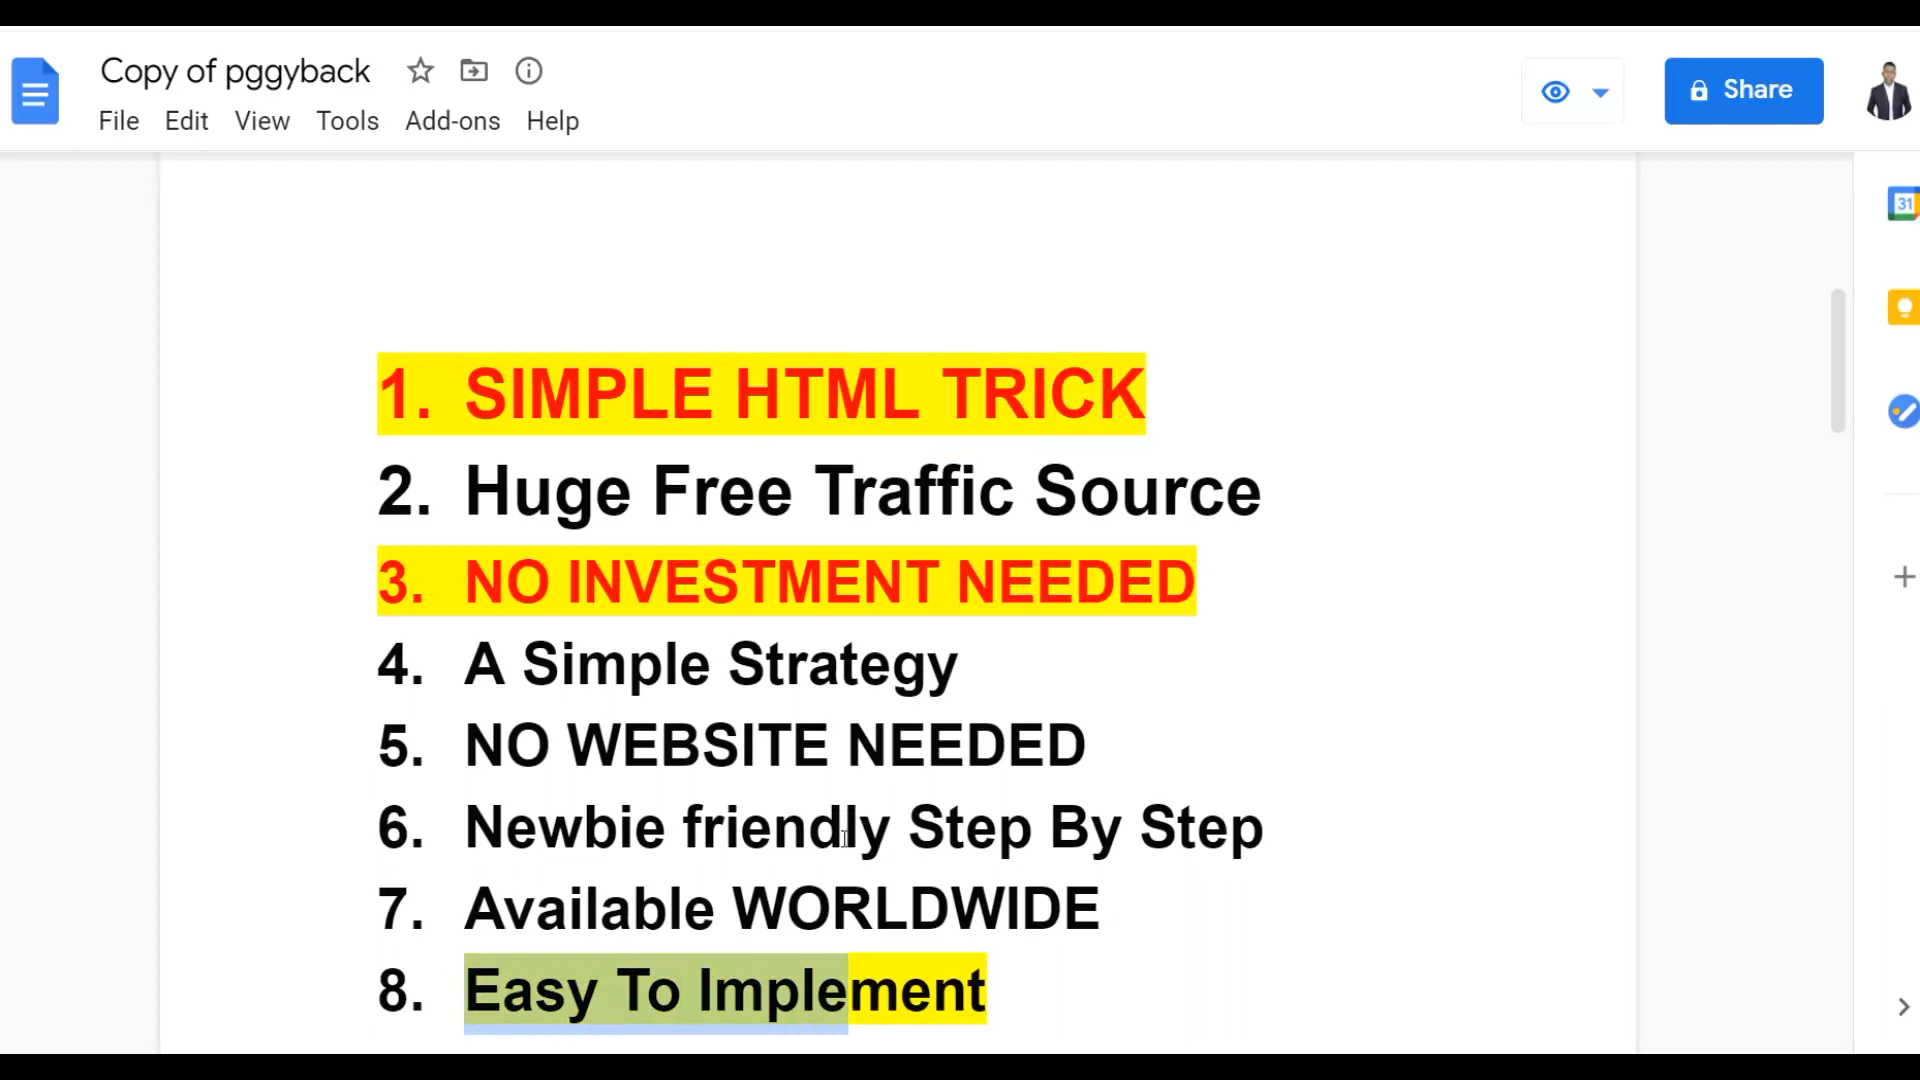 Copy of pggyback
File Edit View Tools Add-ons Help
Share
31
1. SIMPLE HTML TRICK
2. Huge Free Traffic Source
3. NO INVESTMENT NEEDED
4. A Simple Strategy
5. NO WEBSITE NEEDED
6. Newbie friendly Step By Step
7. Available WORLDWIDE
8. Easy To Implement